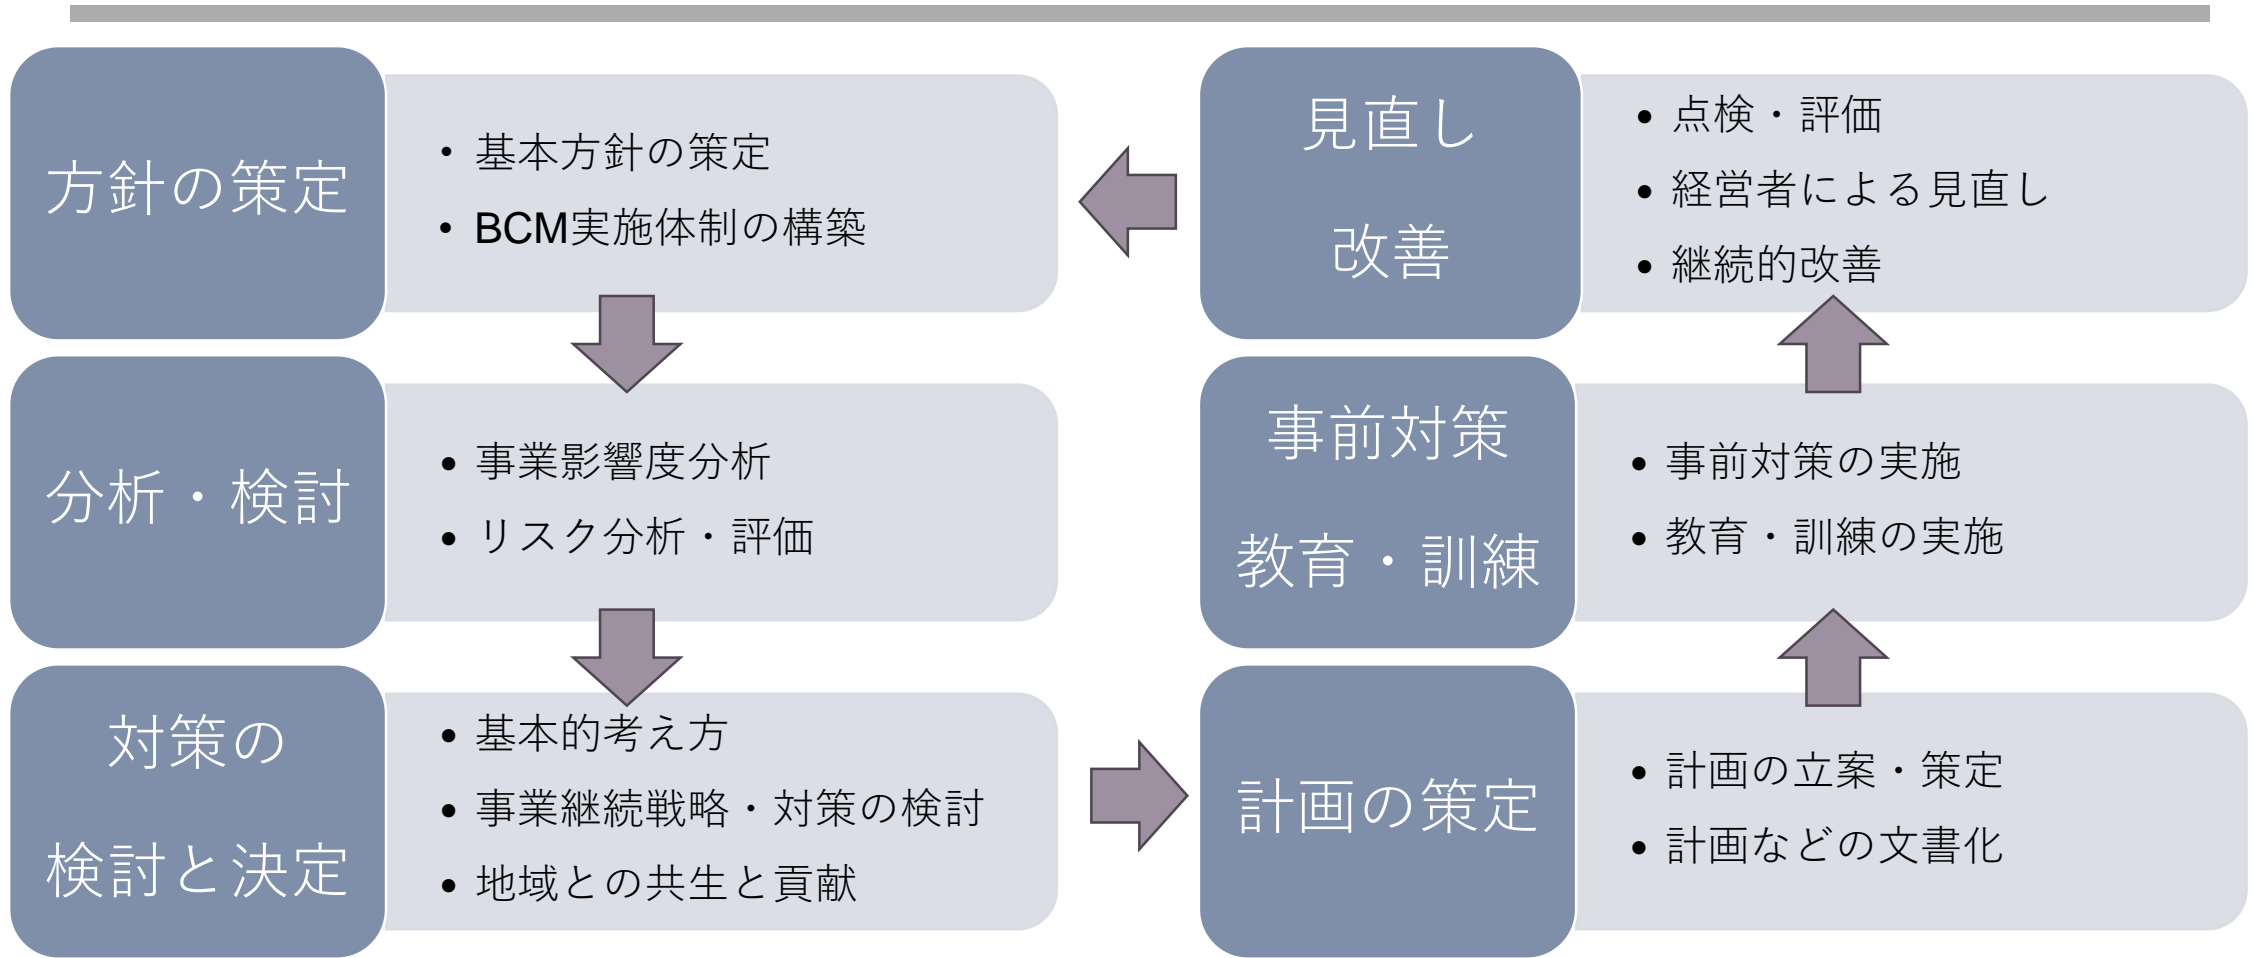 方針の策定
• 基本方針の策定
• BCM実施体制の構築
分析・検討
• 事業影響度分析
• リスク分析・評価
対策の
検討と決定
• 基本的考え方
• 事業継続戦略・対策の検討
• 地域との共生と貢献
見直し
改善
• 点検・評価
• 経営者による見直し
• 継続的改善
事前対策
教育・訓練
• 事前対策の実施
• 教育・訓練の実施
計画の策定
• 計画の立案・策定
• 計画などの文書化